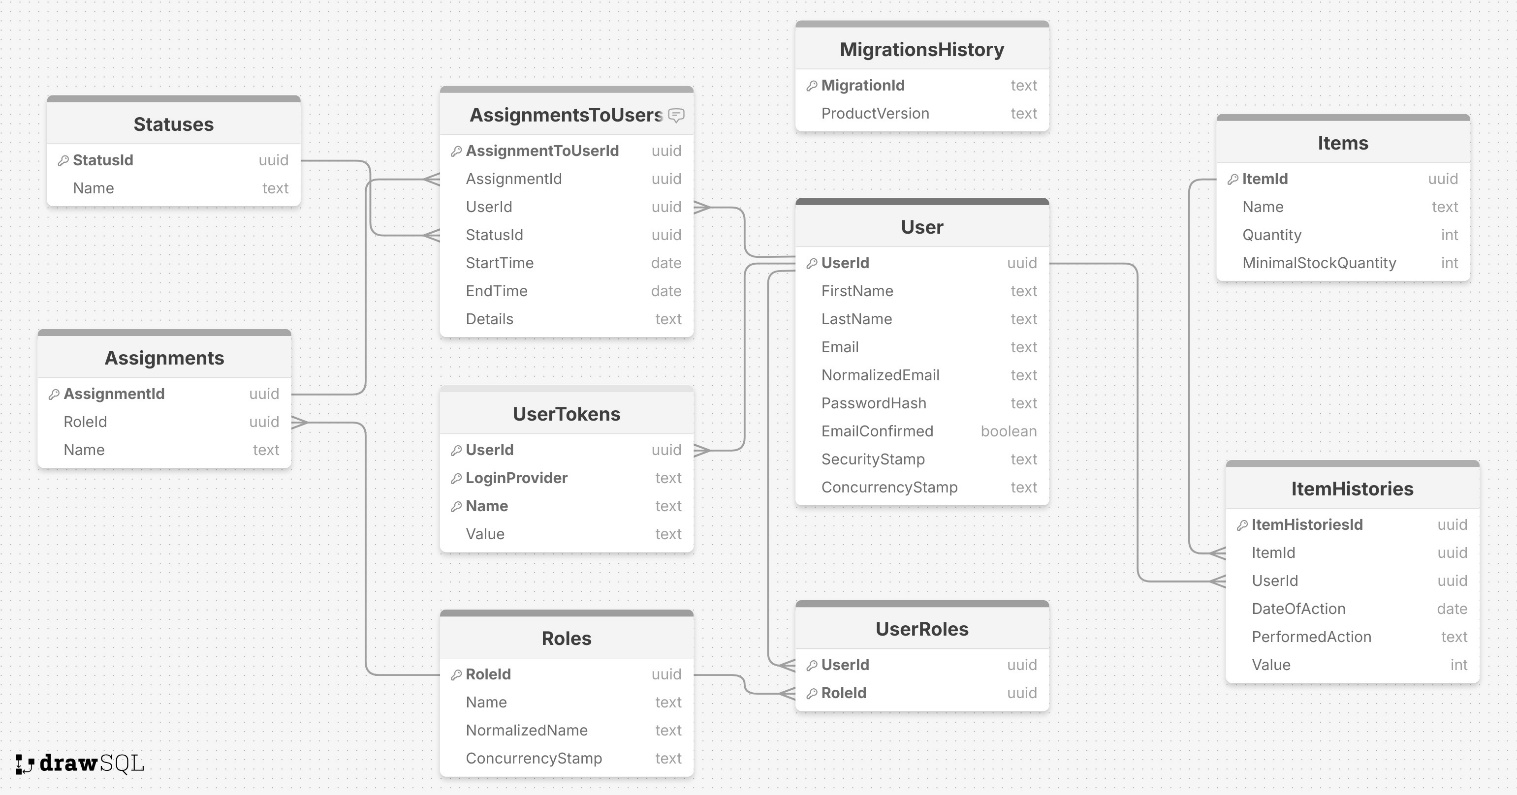 MigrationsHistory
MigrationId text
ProductVersion text
Statuses
StatusId uuid
Name text
AssignmentsToUsers
AssignmentToUserId uuid
AssignmentId uuid
UserId uuid
StatusId uuid
StartTime date
EndTime date
Details text
Items
ItemId uuid
Name text
Quantity int
MinimalStockQuantity int
User
UserId uuid
FirstName text
LastName text
Email text
NormalizedEmail text
PasswordHash text
EmailConfirmed boolean
SecurityStamp text
ConcurrencyStamp text
Assignments
AssignmentId uuid
RoleId uuid
Name text
UserTokens
UserId uuid
LoginProvider text
Name text
Value text
ItemHistories
ItemHistoriesId uuid
ItemId uuid
UserId uuid
DateOfAction date
PerformedAction text
Value int
Roles
RoleId uuid
Name text
NormalizedName text
ConcurrencyStamp text
UserRoles
UserId uuid
RoleId uuid
drawSQL